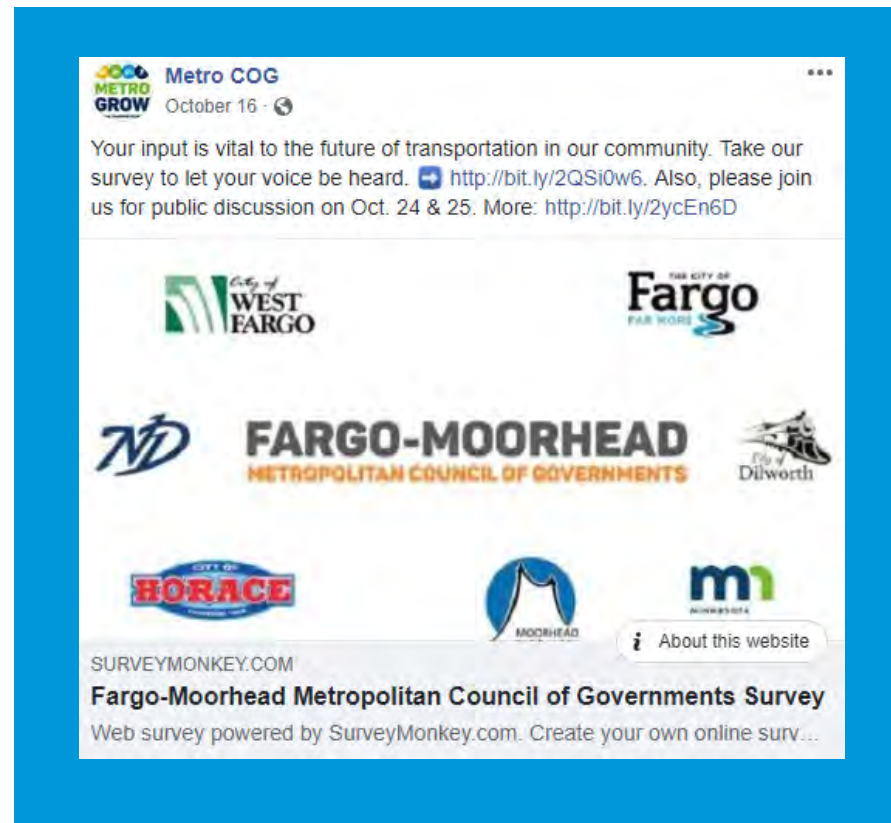 METRO
GROW
Metro COG
October 16 ·
Your input is vital to the future of transportation in our community. Take our
survey to let your voice be heard. ➡ http://bit.ly/2QSi0w6. Also, please join
us for public discussion on Oct. 24 & 25. More: http://bit.ly/2ycEn6D
City of
WEST
FARGO
THE CITY OF
Fargo
FAR MORE
ND
FARGO-MOORHEAD
METROPOLITAN COUNCIL OF GOVERNMENTS
City of
Dilworth
CITY OF
HORACE
MOORHEAD
mn
MINNESOTA
i About this website
SURVEYMONKEY.COM
Fargo-Moorhead Metropolitan Council of Governments Survey
Web survey powered by SurveyMonkey.com. Create your own online surv...